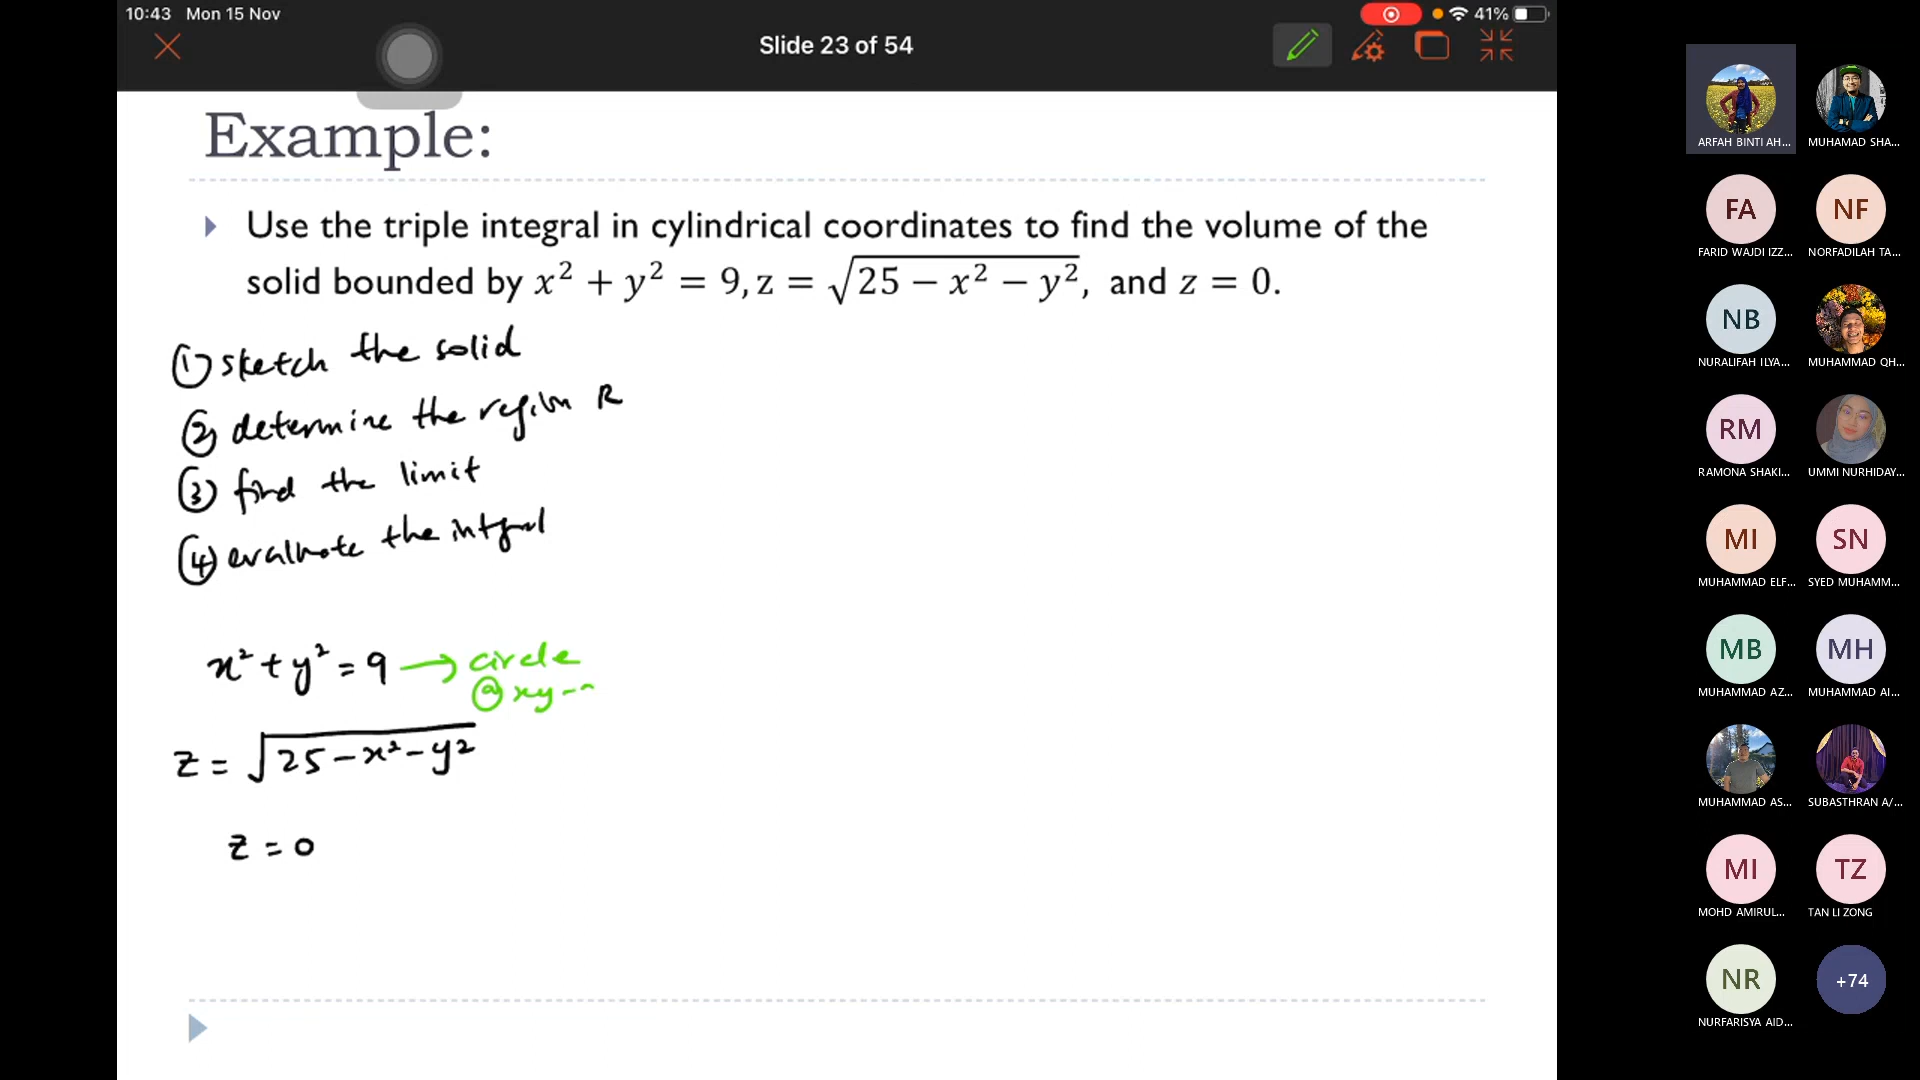 10:43 Mon 15 Nov
41%
Slide 23 of 54
Example:
Use the triple integral in cylindrical coordinates to find the volume of the
solid bounded by x² + y² = 9, z = √(25 − x² − y²), and z = 0.
① sketch the solid
② determine the region R
③ find the limit
④ evaluate the intgral
x² + y² = 9 → circle
@ xy --
z = √(25 − x² − y²)
z = 0
ARFAH BINTI AH...
MUHAMAD SHA...
FA
NF
FARID WAJDI IZZ...
NORFADILAH TA...
NB
NURALIFAH ILYA...
MUHAMMAD QH...
RM
RAMONA SHAKI...
UMMI NURHIDAY...
MI
SN
MUHAMMAD ELF...
SYED MUHAMM...
MB
MH
MUHAMMAD AZ...
MUHAMMAD AI...
MUHAMMAD AS...
SUBASTHRAN A/...
MI
TZ
MOHD AMIRUL...
TAN LI ZONG
NR
+74
NURFARISYA AID...